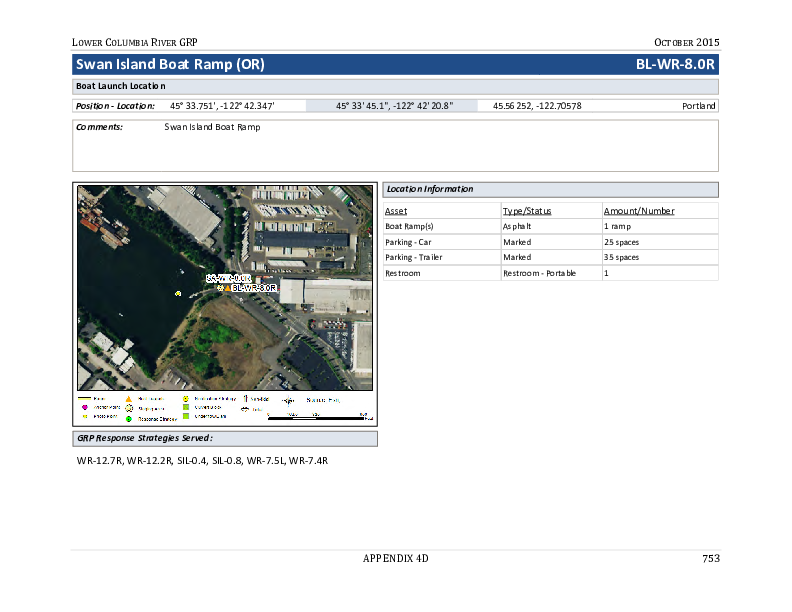 LOWER COLUMBIA RIVER GRP OCTOBER 2015
Swan Island Boat Ramp (OR) BL-WR-8.0R
Boat Launch Location
Position - Location: 45° 33.751', -122° 42.347' 45° 33' 45.1", -122° 42' 20.8" 45.56252, -122.70578 Portland
Comments: Swan Island Boat Ramp
Location Information
Asset Type/Status Amount/Number
Boat Ramp(s) Asphalt 1 ramp
Parking - Car Marked 25 spaces
Parking - Trailer Marked 35 spaces
Restroom Restroom - Portable 1
BL-WR-8.0R
GRP Response Strategies Served:
WR-12.7R, WR-12.2R, SIL-0.4, SIL-0.8, WR-7.5L, WR-7.4R
APPENDIX 4D 753